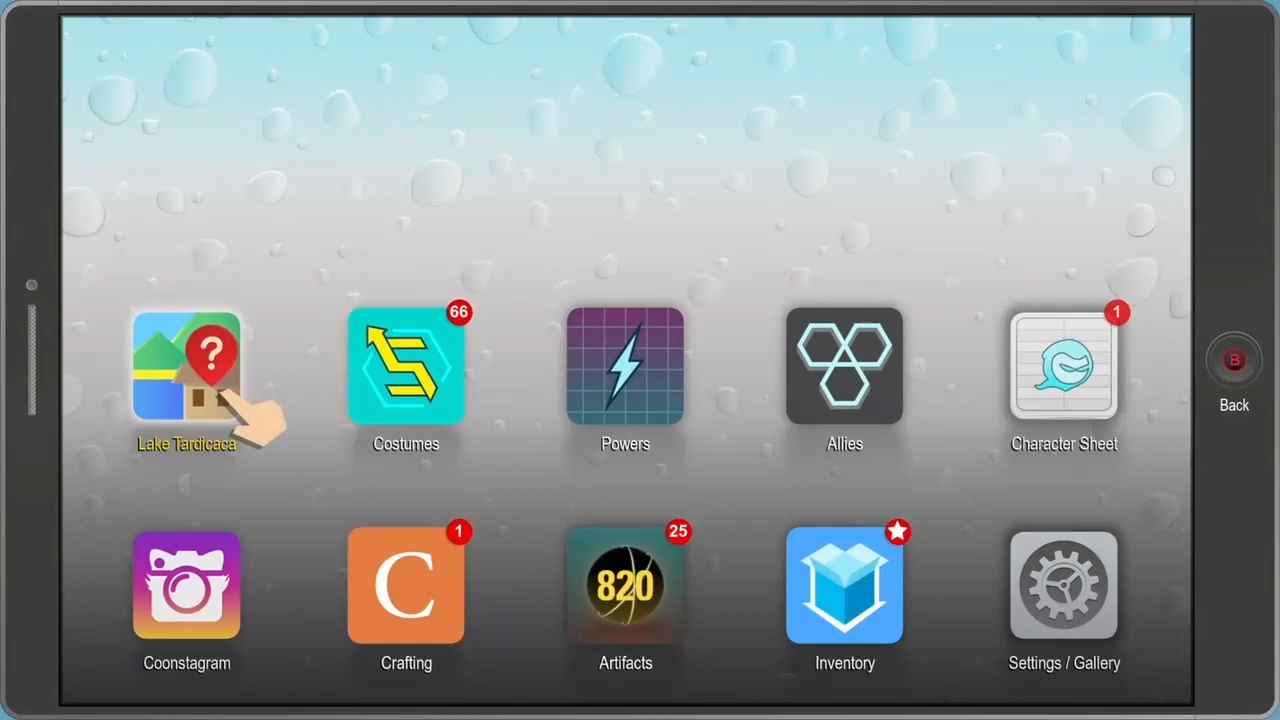 ?
66
1
Lake Tardicaca
Costumes
Powers
Allies
Character Sheet
B
Back
1
25
C
820
Coonstagram
Crafting
Artifacts
Inventory
Settings / Gallery